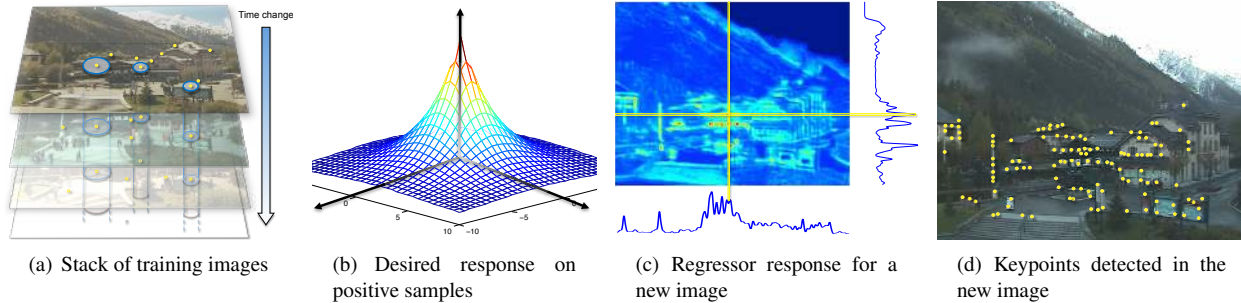 Time change
0
5
10
-10
-5
(a) Stack of training images
(b) Desired response on
positive samples
(c) Regressor response for a
new image
(d) Keypoints detected in the
new image